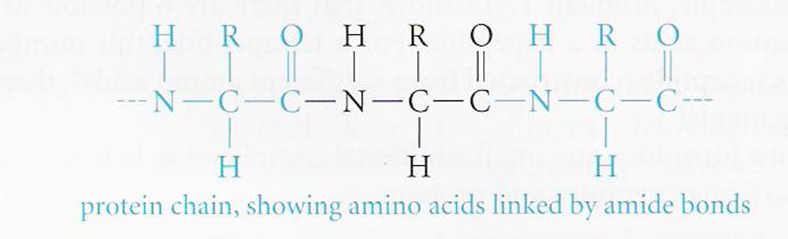 H R O H R O H R O
N—C—C—N—C—C—N—C—C
H H H
protein chain, showing amino acids linked by amide bonds